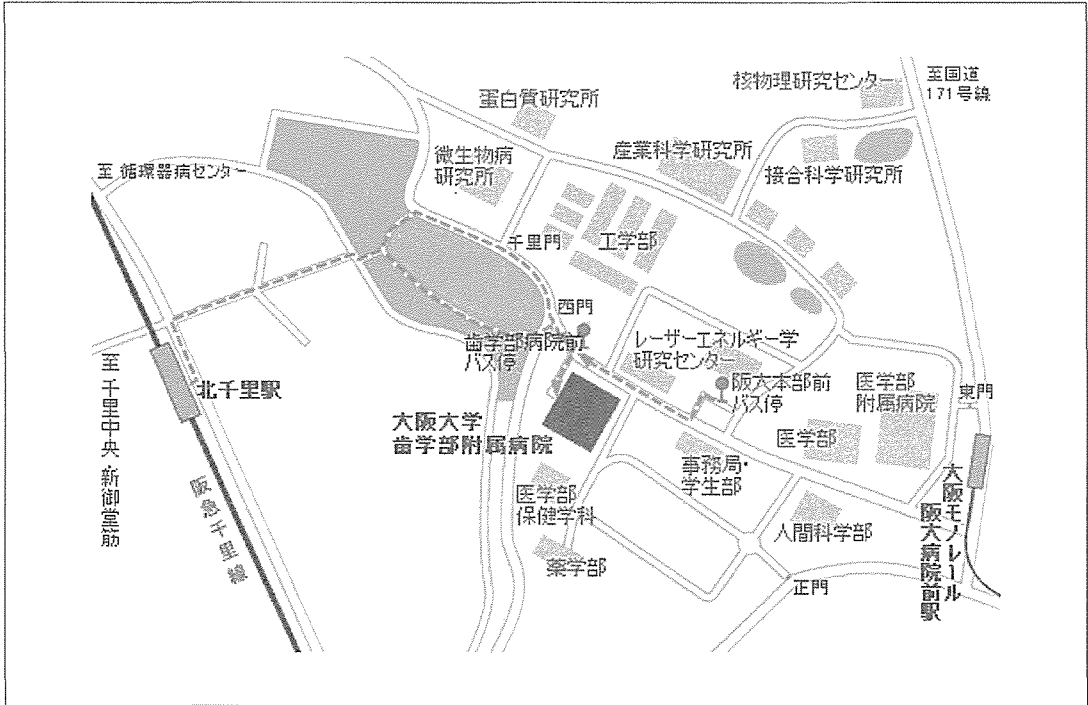 核物理研究センター
至国道
171号線
蛋白質研究所
産業科学研究所
微生物病
研究所
接合科学研究所
至 循環器病センター
千里門
工学部
西門
歯学部病院前
バス停
レーザーエネルギー学
研究センター
阪大本部前
バス停
医学部
附属病院
東門
北千里駅
大阪大学
歯学部附属病院
医学部
事務局・
学生部
至 千里中央・新御堂筋
阪急千里線
医学部
保健学科
人間科学部
大阪モノレール
阪大病院前駅
薬学部
正門